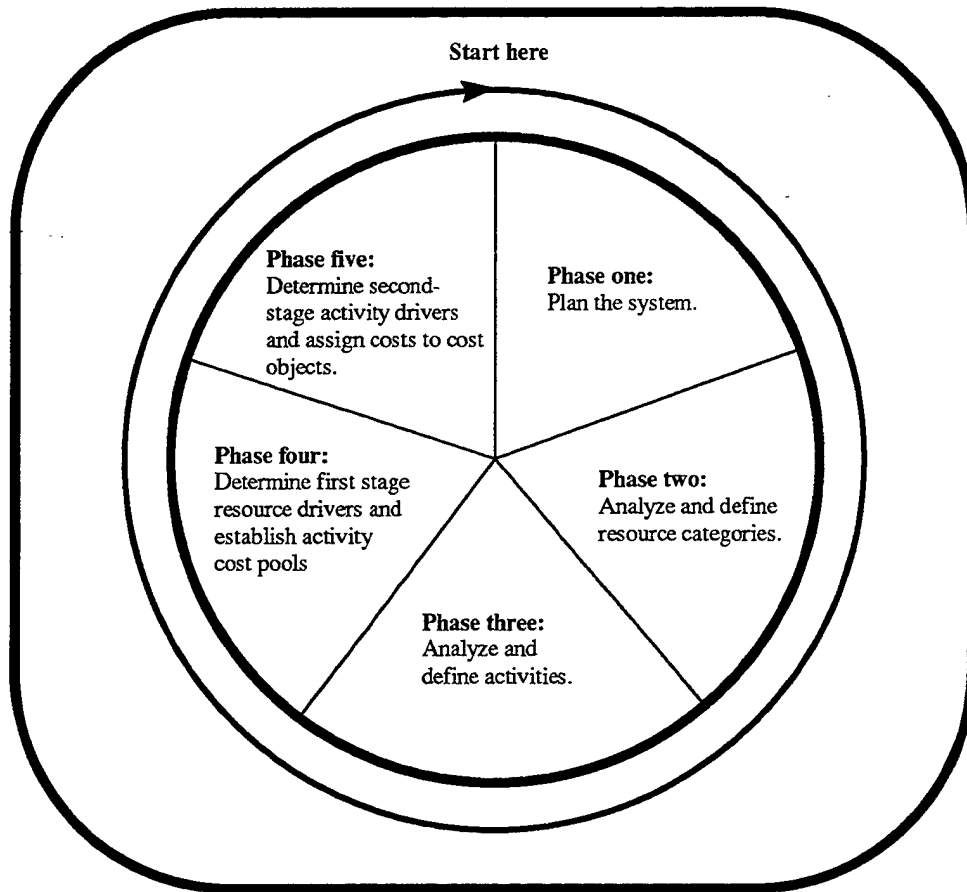 Start here
Phase one:
Plan the system.
Phase two:
Analyze and define
resource categories.
Phase three:
Analyze and
define activities.
Phase four:
Determine first stage
resource drivers and
establish activity
cost pools
Phase five:
Determine second-
stage activity drivers
and assign costs to cost
objects.